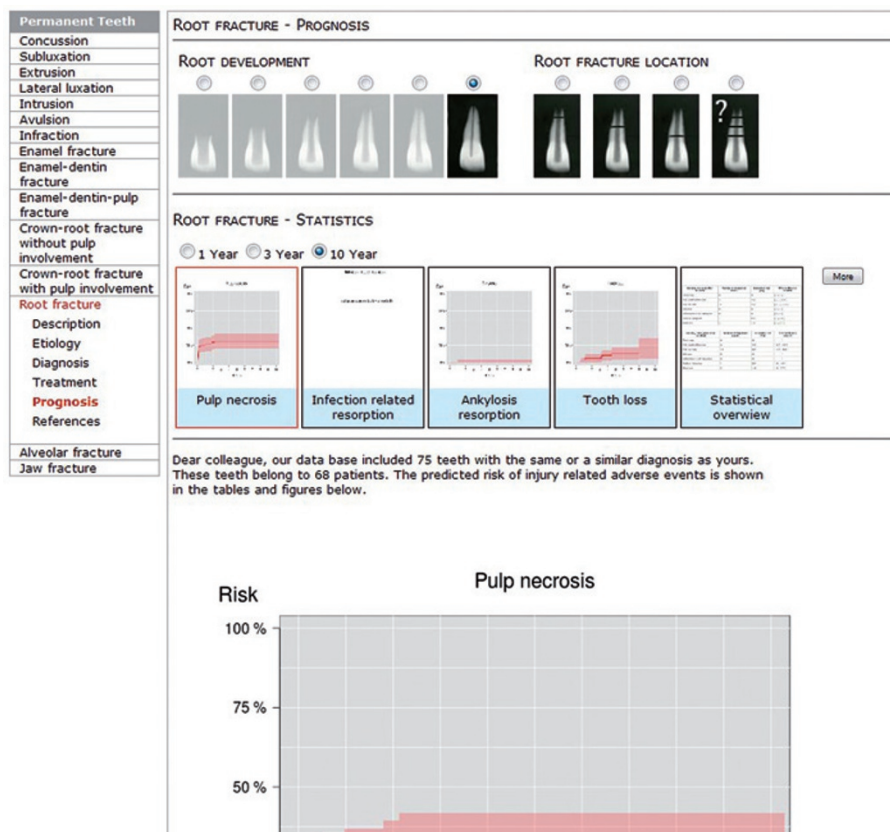 Permanent Teeth
Concussion
Subluxation
Extrusion
Lateral luxation
Intrusion
Avulsion
Infraction
Enamel fracture
Enamel-dentin
fracture
Enamel-dentin-pulp
fracture
Crown-root fracture
without pulp
involvement
Crown-root fracture
with pulp involvement
Root fracture
Description
Etiology
Diagnosis
Treatment
Prognosis
References
Alveolar fracture
Jaw fracture
ROOT FRACTURE - PROGNOSIS
ROOT DEVELOPMENT
ROOT FRACTURE LOCATION
?
ROOT FRACTURE - STATISTICS
1 Year 3 Year 10 Year
More
Pulp necrosis
Infection related
resorption
Ankylosis
resorption
Tooth loss
Statistical
overwiew
Dear colleague, our data base included 75 teeth with the same or a similar diagnosis as yours.
These teeth belong to 68 patients. The predicted risk of injury related adverse events is shown
in the tables and figures below.
Pulp necrosis
Risk
100 %
75 %
50 %